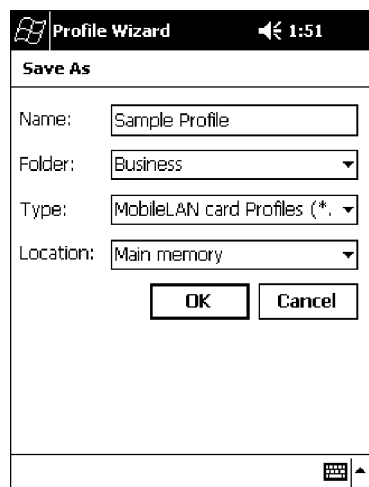 Profile Wizard 1:51
Save As
Name: Sample Profile
Folder: Business
Type: MobileLAN card Profiles (*.
Location: Main memory
OK Cancel